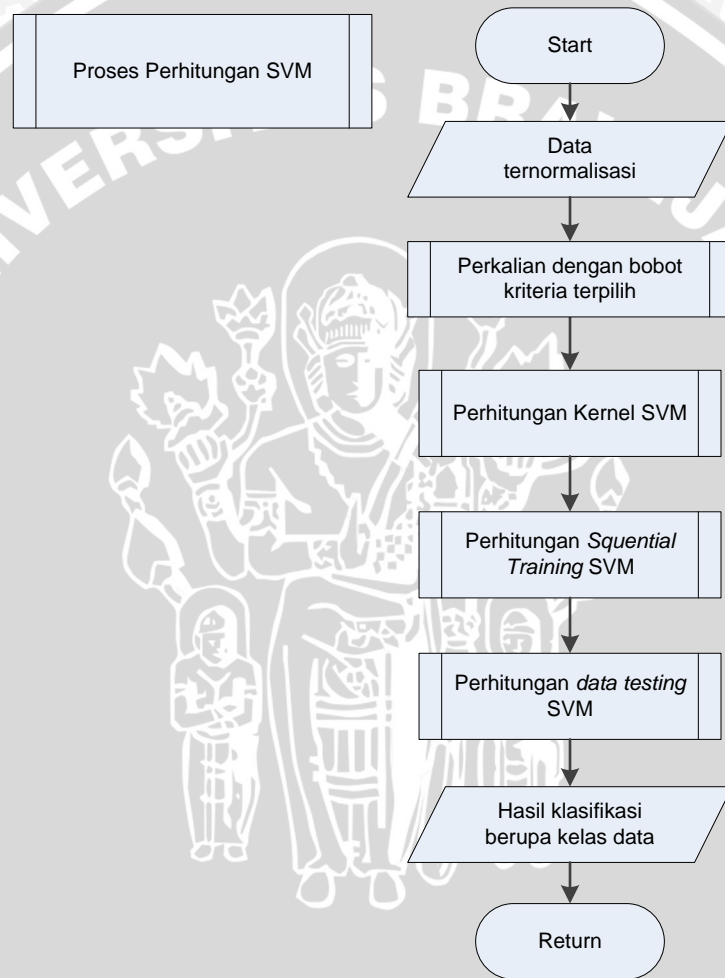 Proses Perhitungan SVM
Start
Data
ternormalisasi
Perkalian dengan bobot
kriteria terpilih
Perhitungan Kernel SVM
Perhitungan Squential
Training SVM
Perhitungan data testing
SVM
Hasil klasifikasi
berupa kelas data
Return